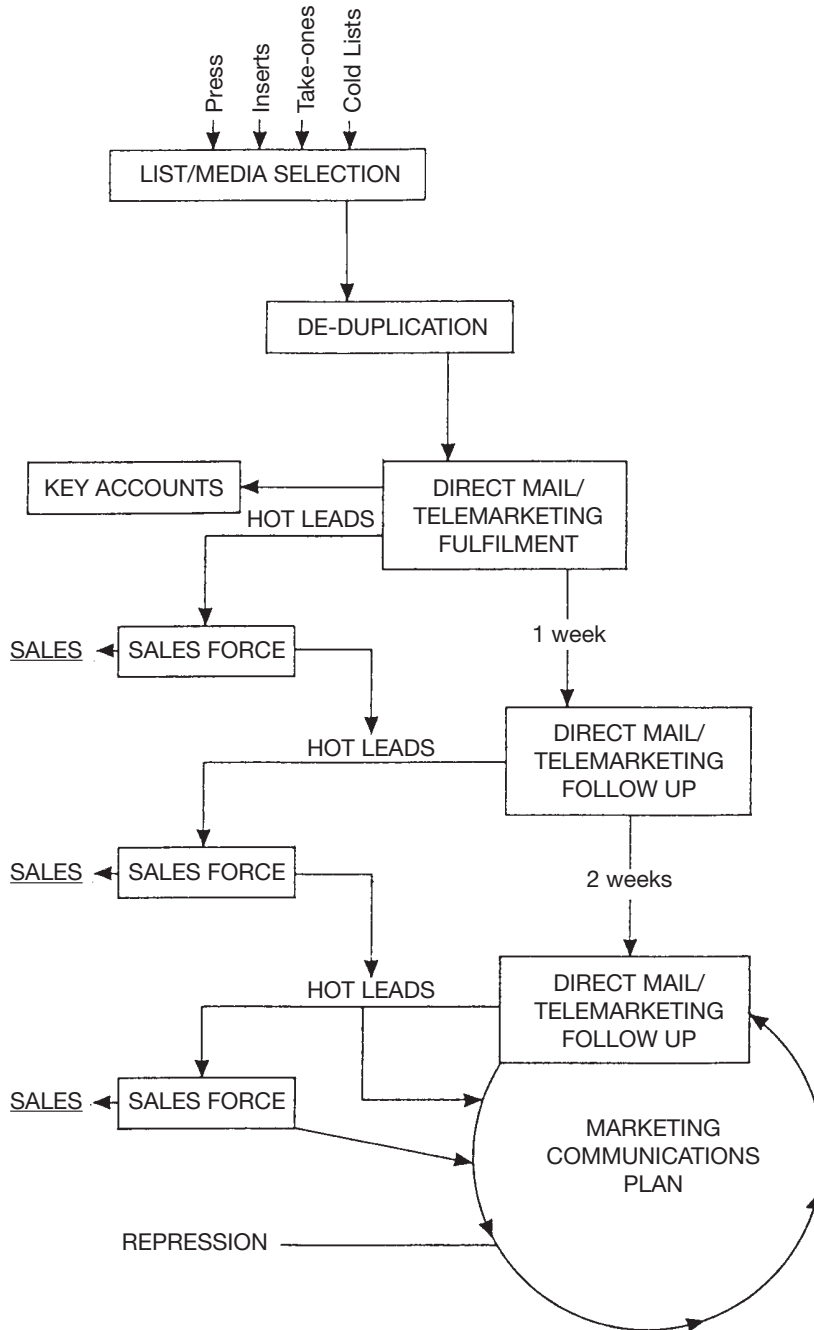 Press
Inserts
Take-ones
Cold Lists
LIST/MEDIA SELECTION
DE-DUPLICATION
KEY ACCOUNTS
DIRECT MAIL/
TELEMARKETING
FULFILMENT
HOT LEADS
1 week
SALES
SALES FORCE
DIRECT MAIL/
TELEMARKETING
FOLLOW UP
HOT LEADS
SALES
SALES FORCE
2 weeks
DIRECT MAIL/
TELEMARKETING
FOLLOW UP
HOT LEADS
SALES
SALES FORCE
MARKETING
COMMUNICATIONS
PLAN
REPRESSION